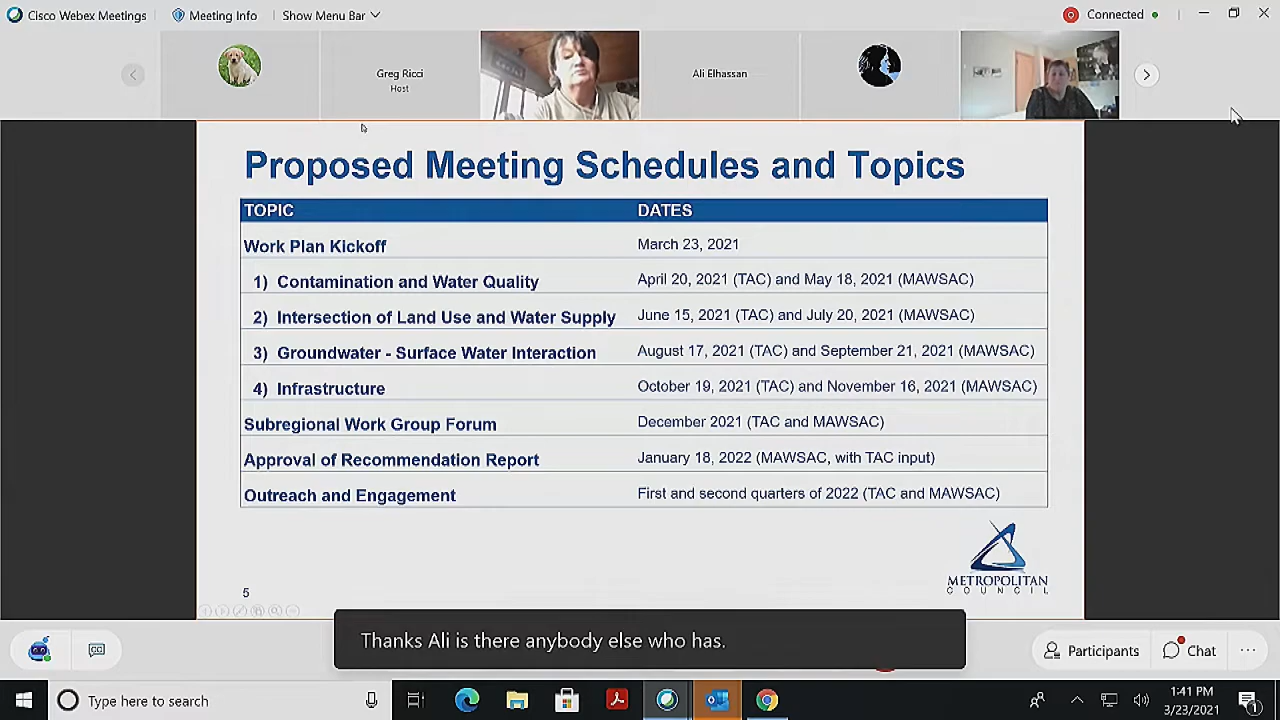 Cisco Webex Meetings
Meeting Info
Show Menu Bar
Connected
Greg Ricci
Host
Ali Elhassan
Proposed Meeting Schedules and Topics
TOPIC DATES
Work Plan Kickoff March 23, 2021
1) Contamination and Water Quality April 20, 2021 (TAC) and May 18, 2021 (MAWSAC)
2) Intersection of Land Use and Water Supply June 15, 2021 (TAC) and July 20, 2021 (MAWSAC)
3) Groundwater - Surface Water Interaction August 17, 2021 (TAC) and September 21, 2021 (MAWSAC)
4) Infrastructure October 19, 2021 (TAC) and November 16, 2021 (MAWSAC)
Subregional Work Group Forum December 2021 (TAC and MAWSAC)
Approval of Recommendation Report January 18, 2022 (MAWSAC, with TAC input)
Outreach and Engagement First and second quarters of 2022 (TAC and MAWSAC)
METROPOLITAN
COUNCIL
5
Thanks Ali is there anybody else who has.
CC
Participants
Chat
Type here to search
1:41 PM
3/23/2021
1